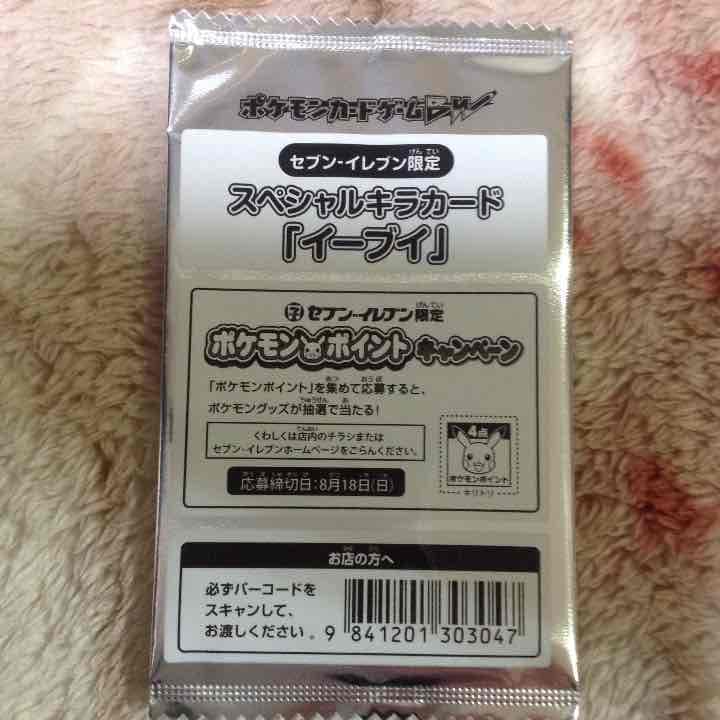 ポケモンカードゲームBW
セブン-イレブン限定
スペシャルキラカード
「イーブイ」
セブン-イレブン限定
ポケモンポイントキャンペーン
「ポケモンポイント」を集めて応募すると、
ポケモングッズが抽選で当たる!
くわしくは店内のチラシまたは
セブン-イレブンホームページをごらんください。
応募締切日:8月18日(日)
4点
ポケモンポイント
キリトリ
お店の方へ
必ずバーコードを
スキャンして、
お渡しください。
9 841201 303047